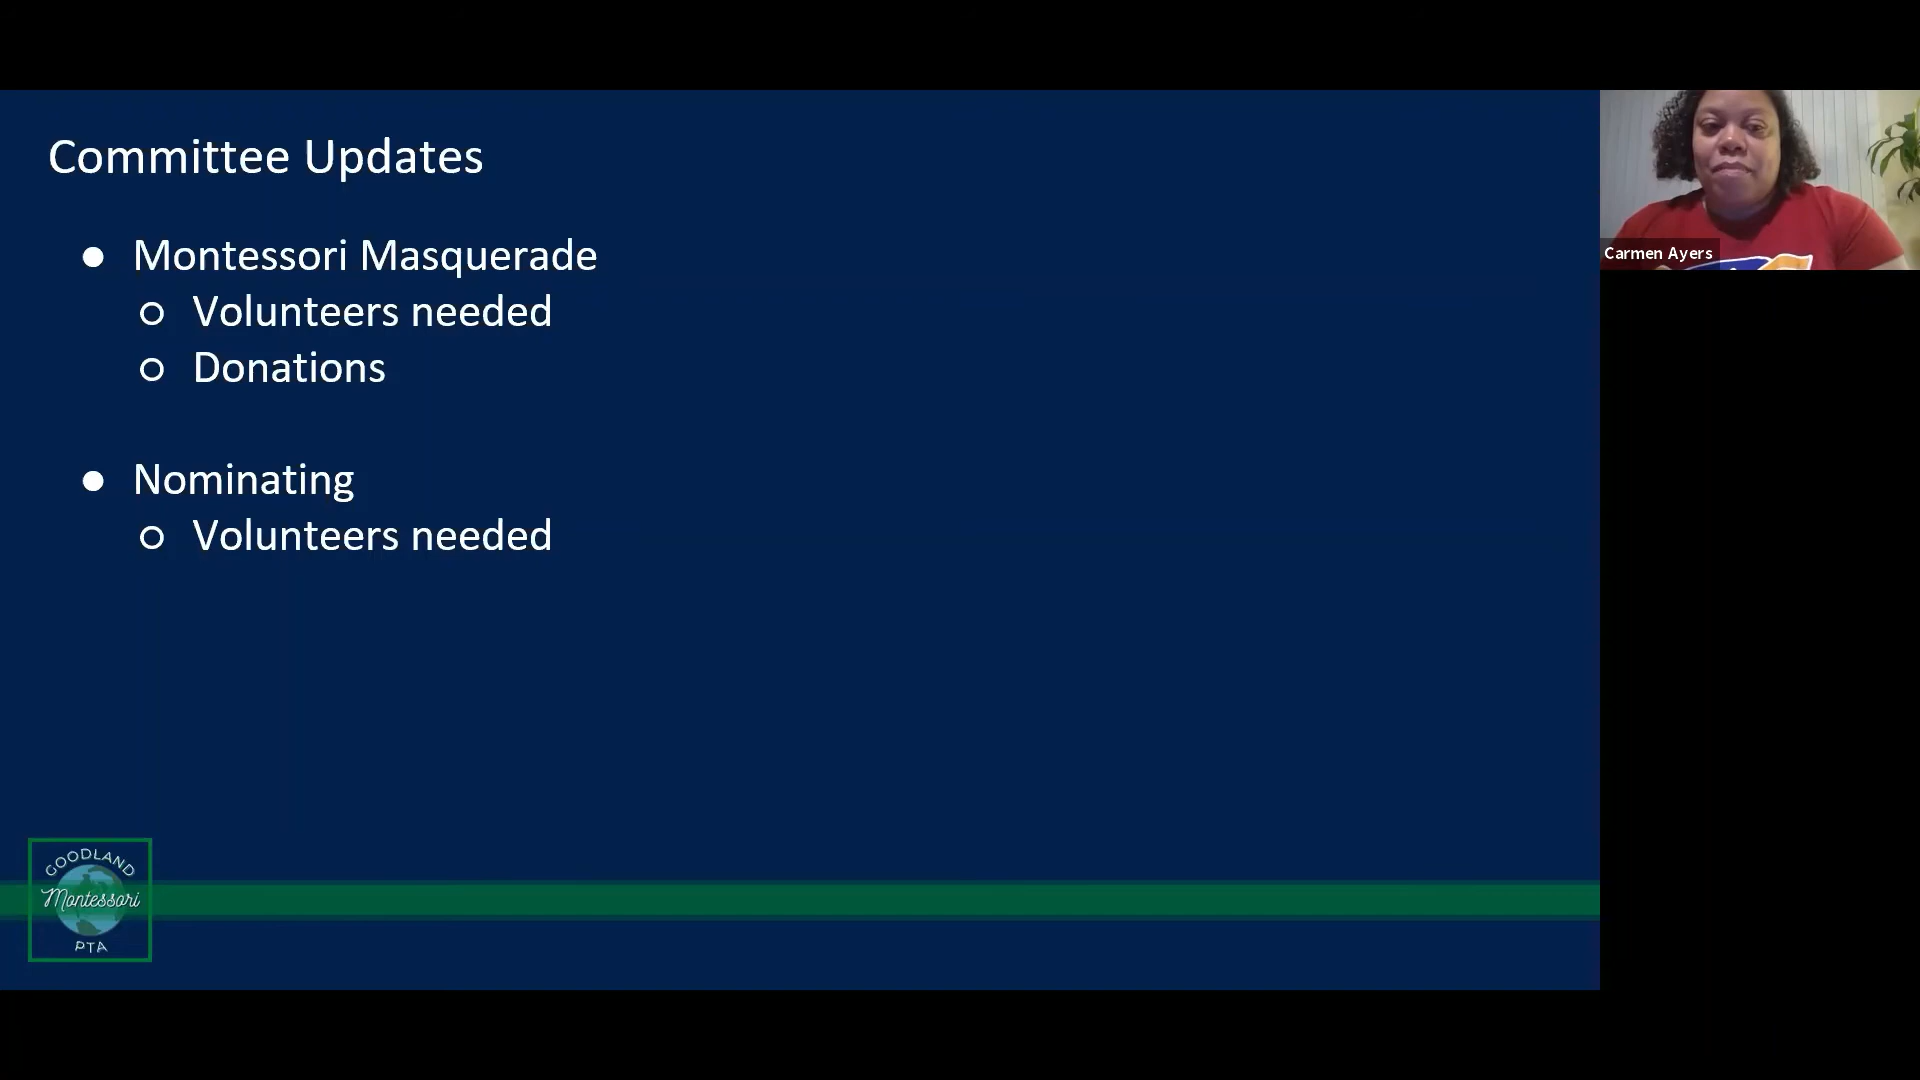 Committee Updates
● Montessori Masquerade
○ Volunteers needed
○ Donations
● Nominating
○ Volunteers needed
Carmen Ayers
GOODLAND
Montessori
PTA